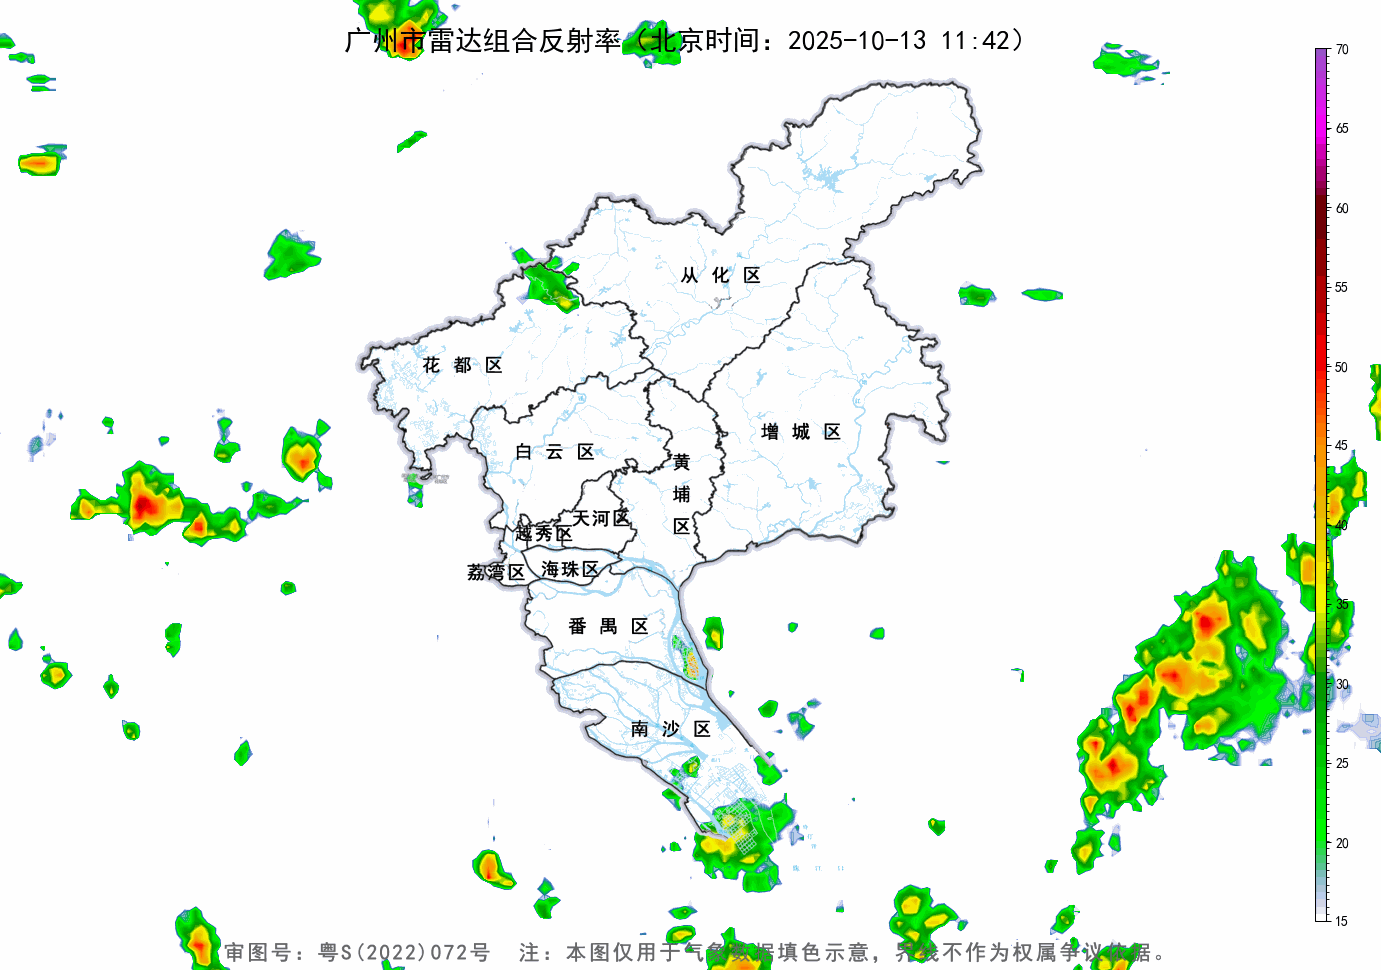 广州市雷达组合反射率（北京时间：2025-10-13 11:42）
70
65
60
55
50
45
40
35
30
25
20
15
从化区
花都区
增城区
白云区
黄埔区
天河区
越秀区
海珠区
荔湾区
番禺区
南沙区
审图号：粤S(2022)072号 注：本图仅用于气象数据填色示意，界线不作为权属争议依据。